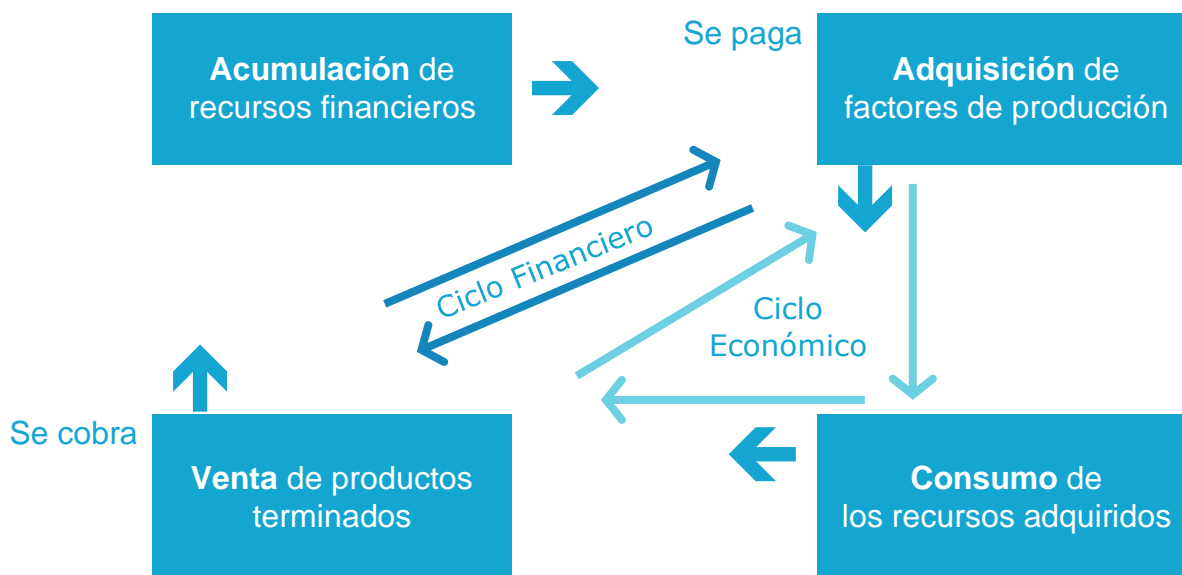 Acumulación de
recursos financieros
Se paga
Adquisición de
factores de producción
Ciclo Financiero
Ciclo
Económico
Se cobra
Venta de productos
terminados
Consumo de
los recursos adquiridos